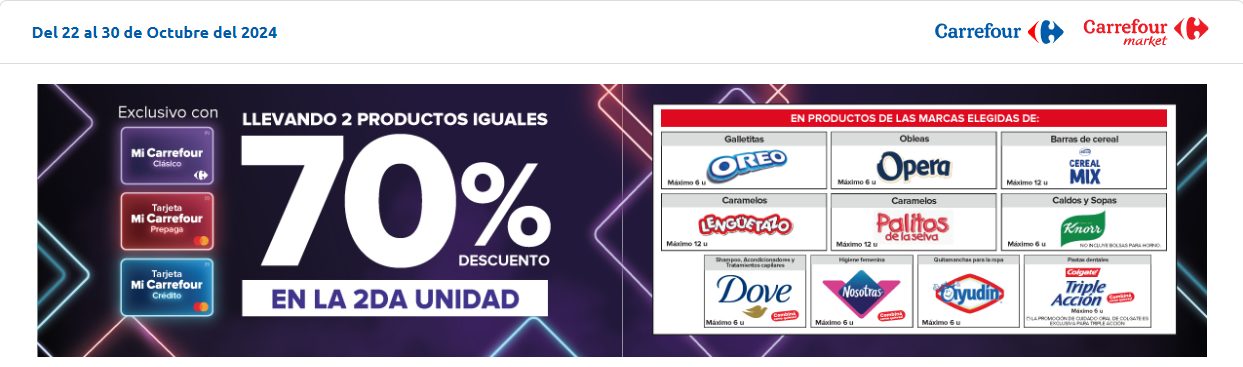 Del 22 al 30 de Octubre del 2024
Carrefour
Carrefour
market
Exclusivo con
Mi Carrefour
Clásico
Tarjeta
Mi Carrefour
Prepaga
Tarjeta
Mi Carrefour
Crédito
LLEVANDO 2 PRODUCTOS IGUALES
70%
DESCUENTO
EN LA 2DA UNIDAD
EN PRODUCTOS DE LAS MARCAS ELEGIDAS DE:
Galletitas
OREO
Máximo 6 u
Obleas
Opera
Máximo 6 u
Barras de cereal
CEREAL
MIX
Máximo 12 u
Caramelos
LENGÜETAZO
Máximo 12 u
Caramelos
Palitos
de la selva
Máximo 12 u
Caldos y Sopas
Knorr
Máximo 6 u
NO INCLUYE BOLSAS PARA HORNO.
Shampoo, Acondicionadores y
Tratamientos capilares
Dove
Combiná
Máximo 6 u
Higiene femenina
Nosotras
Combiná
Máximo 6 u
Quitamanchas para la ropa
Ayudín
Máximo 6 u
Pastas dentales
Colgate
Triple
Acción
Combiná
Máximo 6 u
LA PROMOCIÓN DE CUIDADO ORAL DE COLGATE ES
EXCLUSIVA PARA TRIPLE ACCIÓN